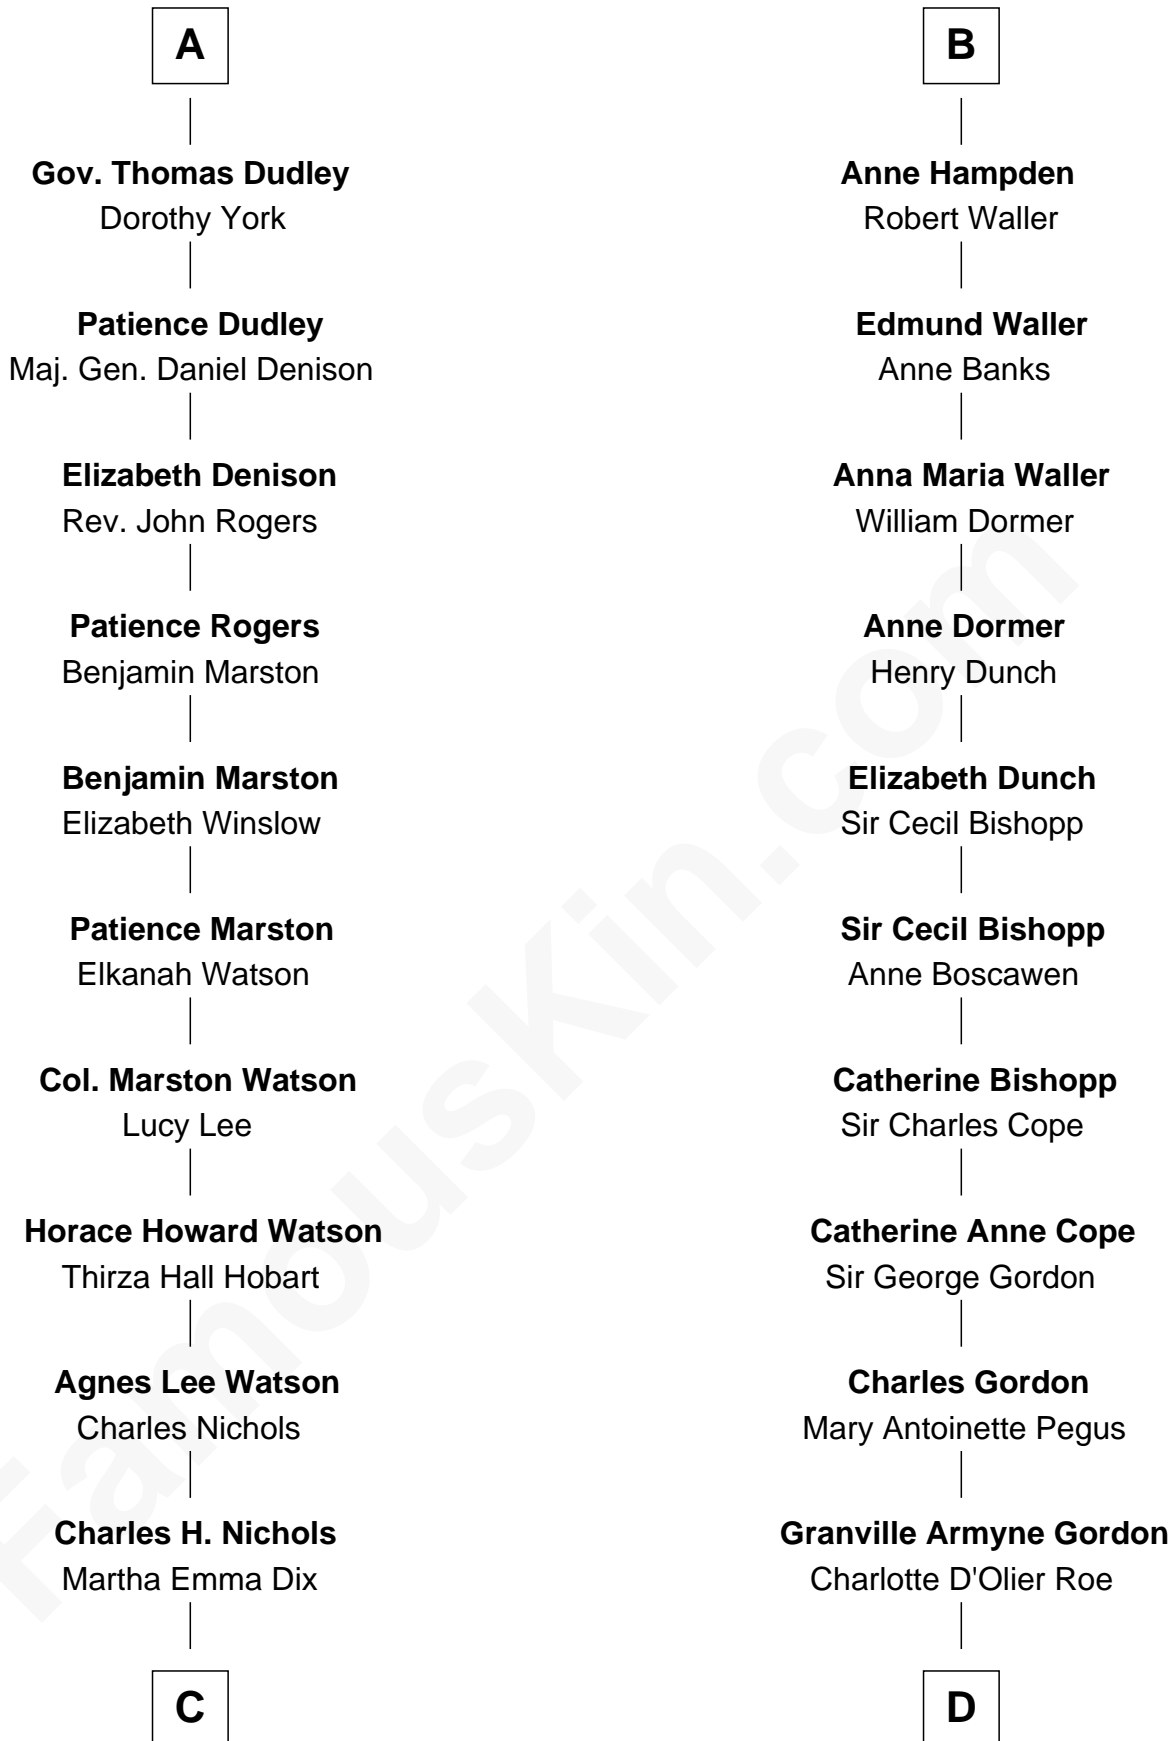 A
Gov. Thomas Dudley
Dorothy York
Patience Dudley
Maj. Gen. Daniel Denison
Elizabeth Denison
Rev. John Rogers
Patience Rogers
Benjamin Marston
Benjamin Marston
Elizabeth Winslow
Patience Marston
Elkanah Watson
Col. Marston Watson
Lucy Lee
Horace Howard Watson
Thirza Hall Hobart
Agnes Lee Watson
Charles Nichols
Charles H. Nichols
Martha Emma Dix
C
B
Anne Hampden
Robert Waller
Edmund Waller
Anne Banks
Anna Maria Waller
William Dormer
Anne Dormer
Henry Dunch
Elizabeth Dunch
Sir Cecil Bishopp
Sir Cecil Bishopp
Anne Boscawen
Catherine Bishopp
Sir Charles Cope
Catherine Anne Cope
Sir George Gordon
Charles Gordon
Mary Antoinette Pegus
Granville Armyne Gordon
Charlotte D'Olier Roe
D
FamousKin.com